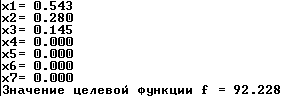 x1= 0.543
x2= 0.280
x3= 0.145
x4= 0.000
x5= 0.000
x6= 0.000
x7= 0.000
Значение целевой функции f = 92.228